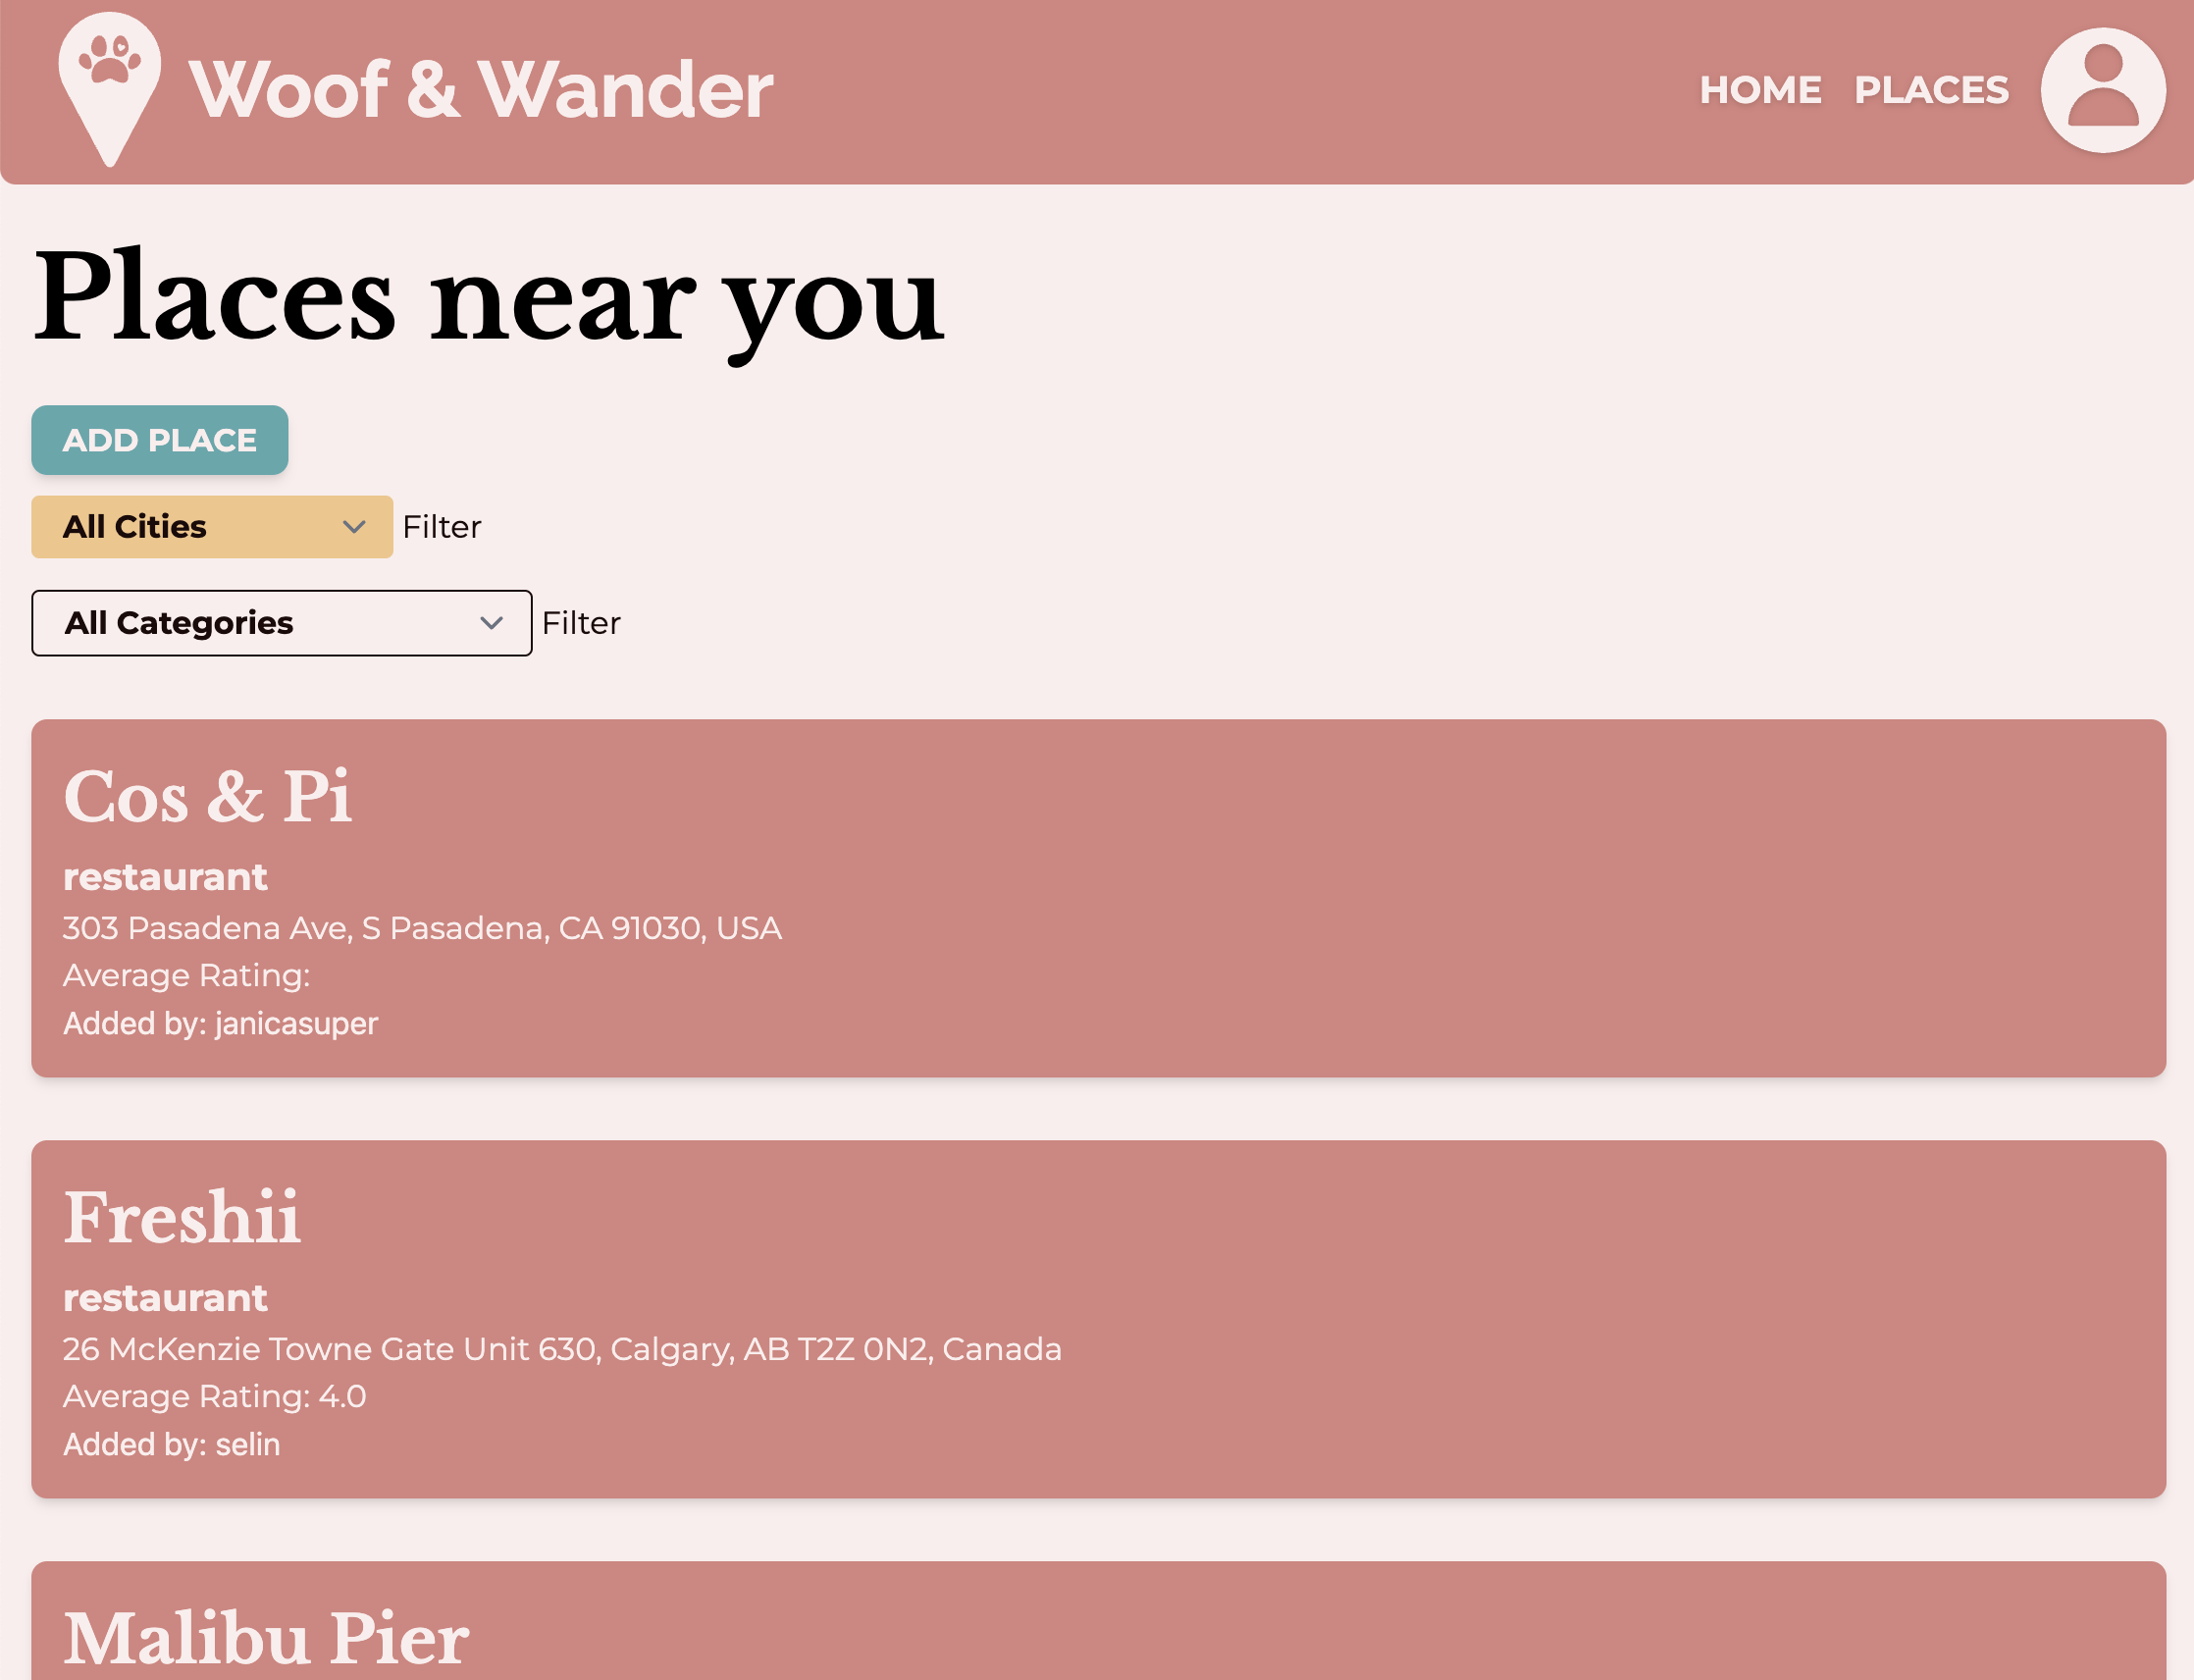 Woof & Wander
HOME PLACES
Places near you
ADD PLACE
All Cities Filter
All Categories Filter
Cos & Pi
restaurant
303 Pasadena Ave, S Pasadena, CA 91030, USA
Average Rating:
Added by: janicasuper
Freshii
restaurant
26 McKenzie Towne Gate Unit 630, Calgary, AB T2Z 0N2, Canada
Average Rating: 4.0
Added by: selin
Malibu Pier